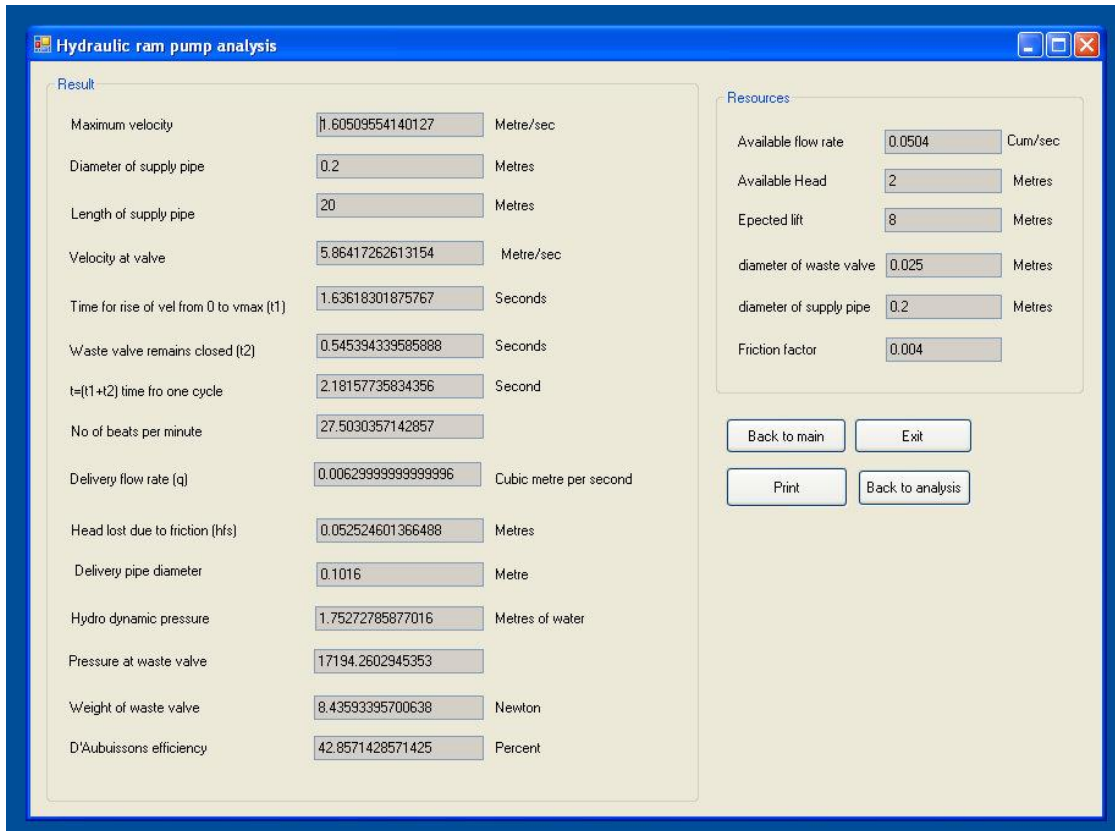 Hydraulic ram pump analysis
Result
Maximum velocity 1.60509554140127 Metre/sec
Diameter of supply pipe 0.2 Metres
Length of supply pipe 20 Metres
Velocity at valve 5.86417262613154 Metre/sec
Time for rise of vel from 0 to vmax (t1) 1.63618301875767 Seconds
Waste valve remains closed (t2) 0.545394339585888 Seconds
t=(t1+t2) time fro one cycle 2.18157735834356 Second
No of beats per minute 27.5030357142857
Delivery flow rate (q) 0.00629999999999996 Cubic metre per second
Head lost due to friction (hfs) 0.052524601366488 Metres
Delivery pipe diameter 0.1016 Metre
Hydro dynamic pressure 1.75272785877016 Metres of water
Pressure at waste valve 17194.2602945353
Weight of waste valve 8.43593395700638 Newton
D'Aubuissons efficiency 42.8571428571425 Percent
Resources
Available flow rate 0.0504 Cum/sec
Available Head 2 Metres
Epected lift 8 Metres
diameter of waste valve 0.025 Metres
diameter of supply pipe 0.2 Metres
Friction factor 0.004
Back to main Exit
Print Back to analysis